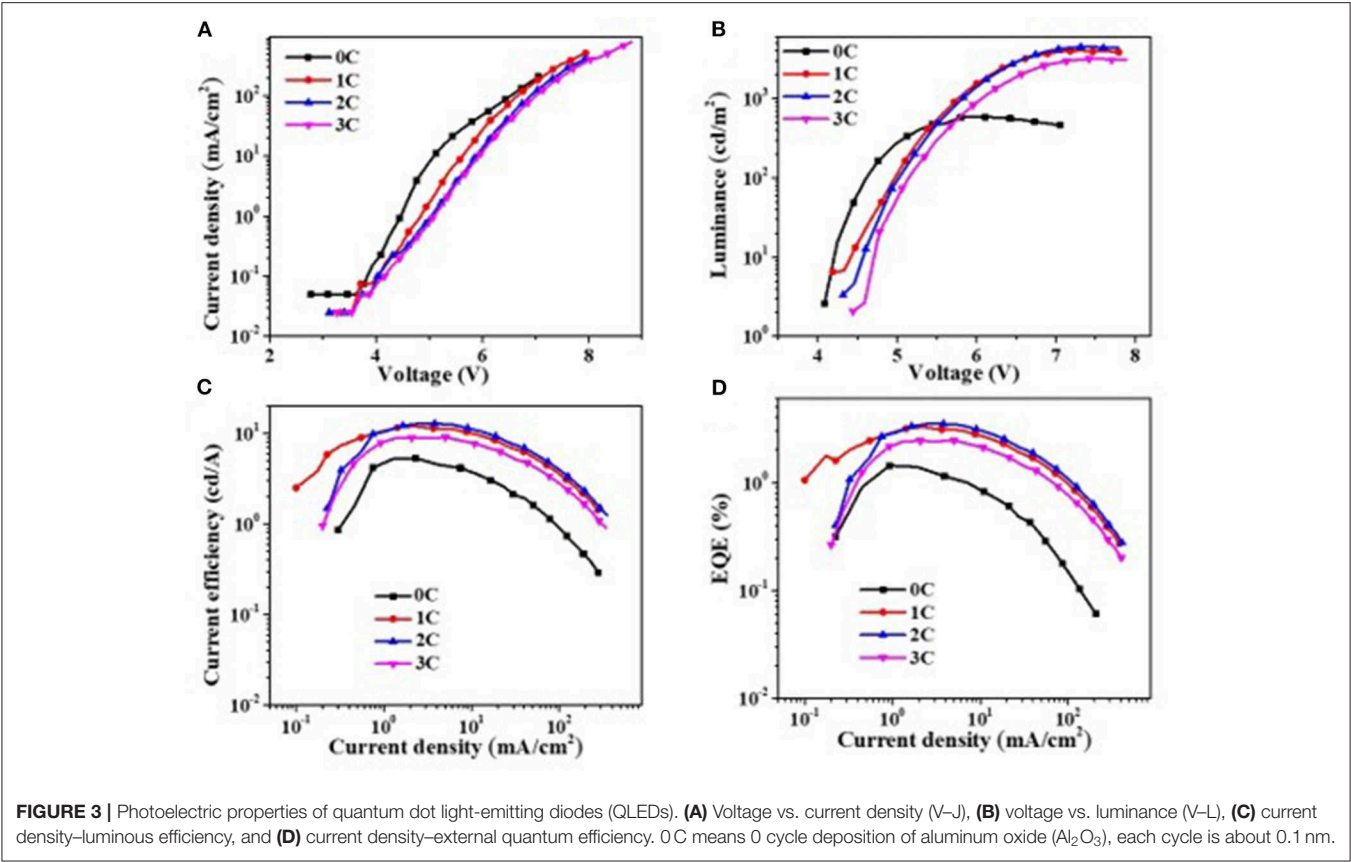 A
0C
1C
2C
3C
Current density (mA/cm²)
10²
10¹
10⁰
10⁻¹
10⁻²
2
4
6
8
Voltage (V)
B
0C
1C
2C
3C
Luminance (cd/m²)
10³
10²
10¹
10⁰
4
5
6
7
8
Voltage (V)
C
Current efficiency (cd/A)
10¹
10⁰
10⁻¹
10⁻²
0C
1C
2C
3C
10⁻¹
10⁰
10¹
10²
Current density (mA/cm²)
D
EQE (%)
10⁰
10⁻¹
10⁻²
0C
1C
2C
3C
10⁻¹
10⁰
10¹
10²
Current density (mA/cm²)
FIGURE 3 | Photoelectric properties of quantum dot light-emitting diodes (QLEDs). (A) Voltage vs. current density (V–J), (B) voltage vs. luminance (V–L), (C) current
density–luminous efficiency, and (D) current density–external quantum efficiency. 0 C means 0 cycle deposition of aluminum oxide (Al₂O₃), each cycle is about 0.1 nm.